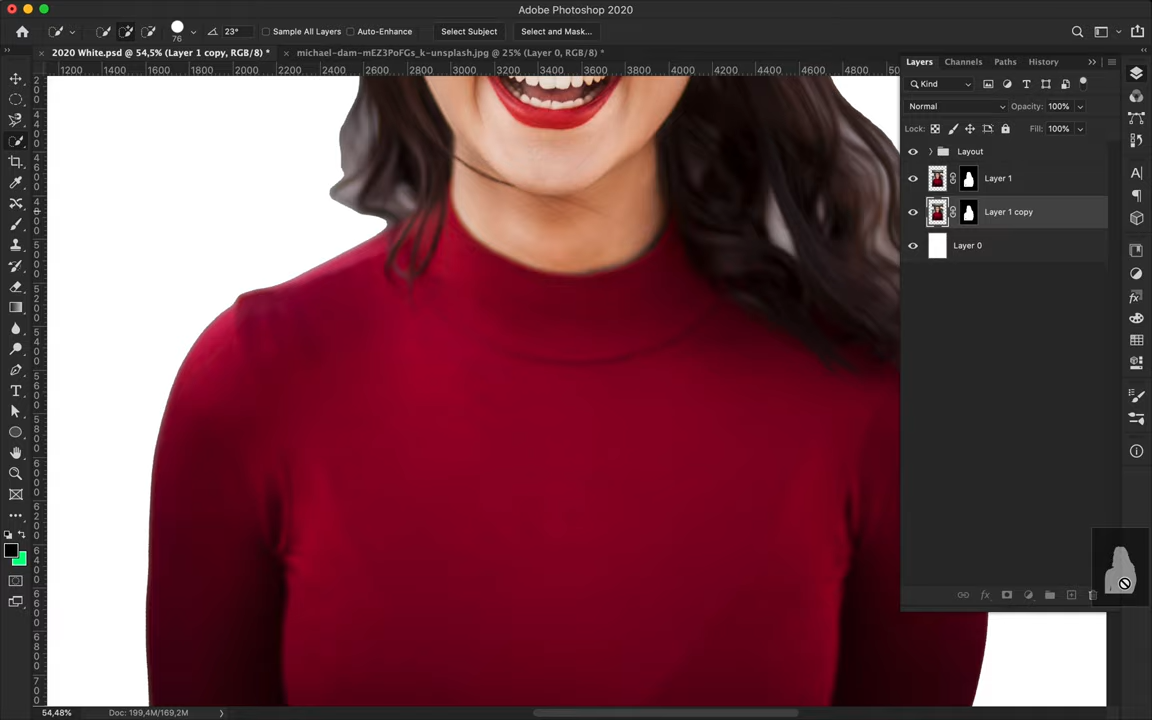 Adobe Photoshop 2020
76
23°
Sample All Layers
Auto-Enhance
Select Subject
Select and Mask...
2020 White.psd @ 54,5% (Layer 1 copy, RGB/8) *
michael-dam-mEZ3PoFGs_k-unsplash.jpg @ 25% (Layer 0, RGB/8) *
1200 1400 1600 1800 2000 2200 2400 2600 2800 3000 3200 3400 3600 3800 4000 4200 4400 4600 4800
Layers Channels Paths History
Kind
Normal Opacity: 100%
Lock: Fill: 100%
Layout
Layer 1
Layer 1 copy
Layer 0
54,48% Doc: 199,4M/169,2M